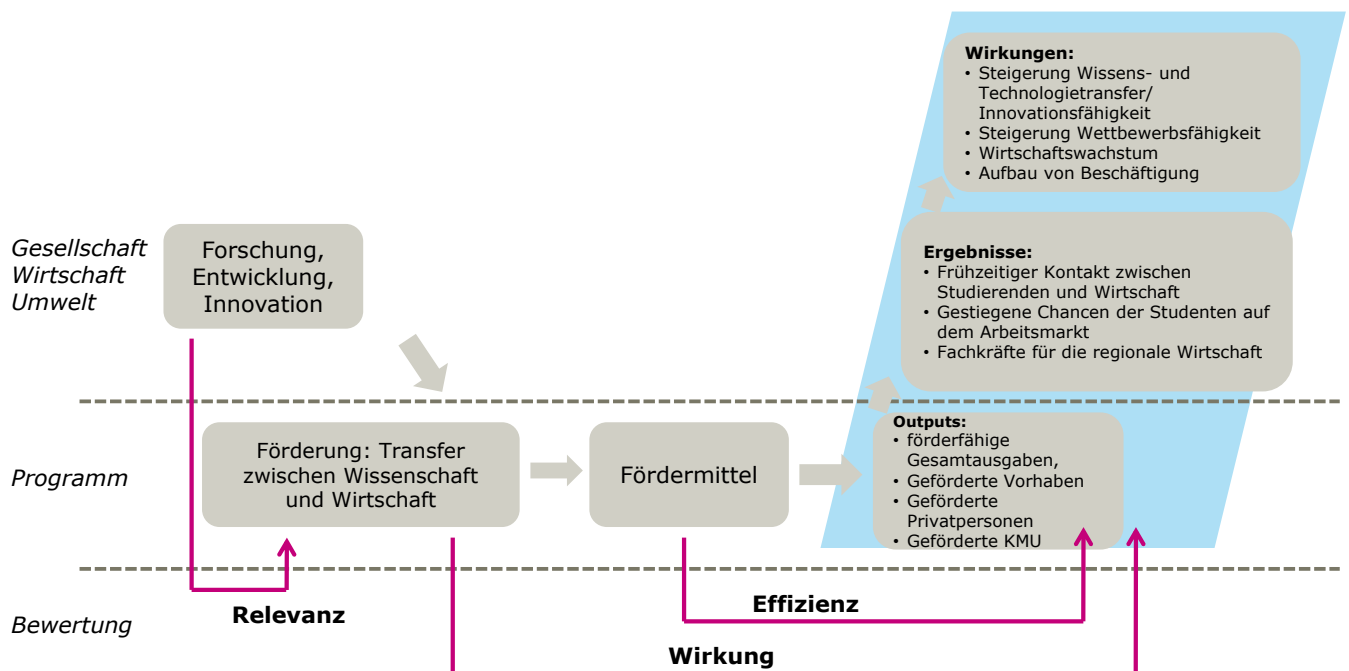 Wirkungen:
• Steigerung Wissens- und
Technologietransfer/
Innovationsfähigkeit
• Steigerung Wettbewerbsfähigkeit
• Wirtschaftswachstum
• Aufbau von Beschäftigung
Gesellschaft
Wirtschaft
Umwelt
Forschung,
Entwicklung,
Innovation
Ergebnisse:
• Frühzeitiger Kontakt zwischen
Studierenden und Wirtschaft
• Gestiegene Chancen der Studenten auf
dem Arbeitsmarkt
• Fachkräfte für die regionale Wirtschaft
Programm
Förderung: Transfer
zwischen Wissenschaft
und Wirtschaft
Fördermittel
Outputs:
• förderfähige
Gesamtausgaben,
• Geförderte Vorhaben
• Geförderte
Privatpersonen
• Geförderte KMU
Bewertung
Relevanz
Effizienz
Wirkung